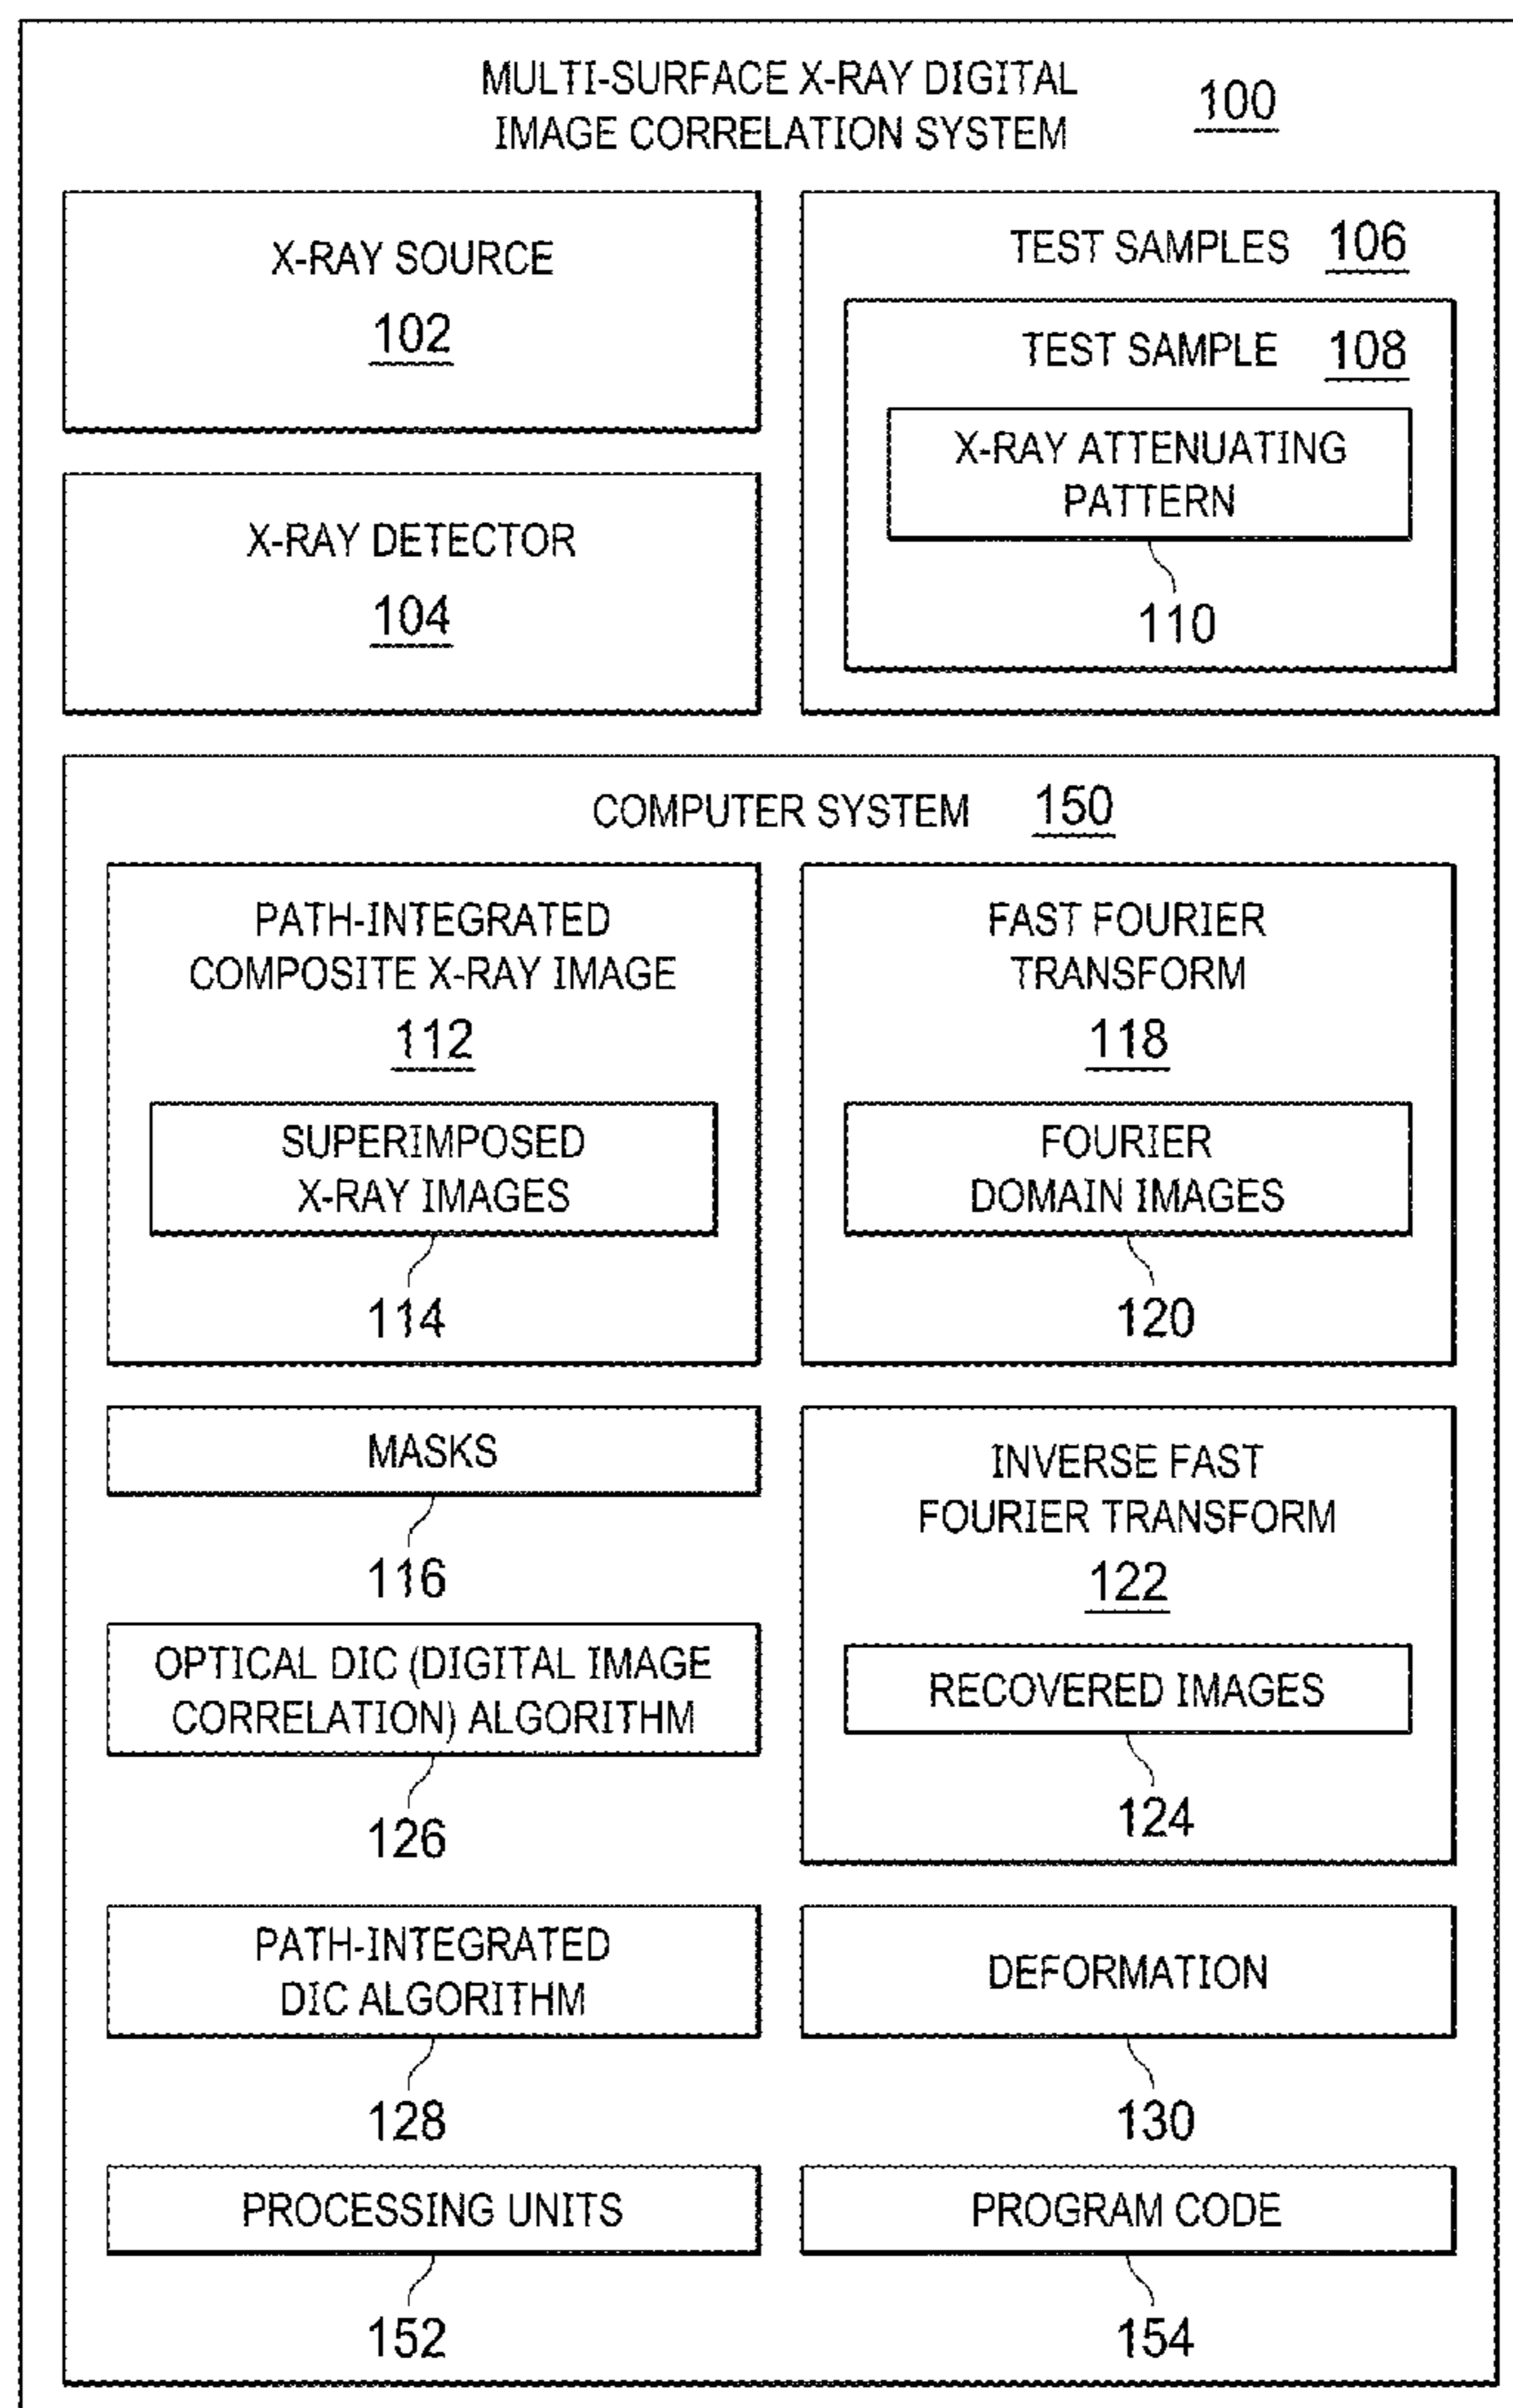 MULTI-SURFACE X-RAY DIGITAL
IMAGE CORRELATION SYSTEM
100
X-RAY SOURCE
102
X-RAY DETECTOR
104
TEST SAMPLES 106
TEST SAMPLE 108
X-RAY ATTENUATING
PATTERN
110
COMPUTER SYSTEM 150
PATH-INTEGRATED
COMPOSITE X-RAY IMAGE
112
SUPERIMPOSED
X-RAY IMAGES
114
FAST FOURIER
TRANSFORM
118
FOURIER
DOMAIN IMAGES
120
MASKS
116
OPTICAL DIC (DIGITAL IMAGE
CORRELATION) ALGORITHM
126
INVERSE FAST
FOURIER TRANSFORM
122
RECOVERED IMAGES
124
PATH-INTEGRATED
DIC ALGORITHM
128
DEFORMATION
130
PROCESSING UNITS
152
PROGRAM CODE
154